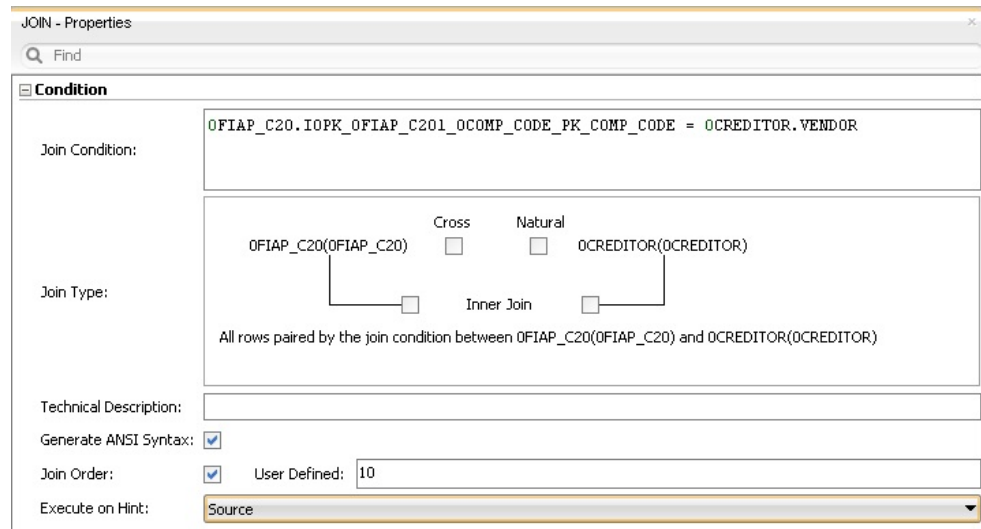 JOIN - Properties
Find
Condition
Join Condition:
0FIAP_C20.IOPK_0FIAP_C201_0COMP_CODE_PK_COMP_CODE = 0CREDITOR.VENDOR
Join Type:
Cross Natural
0FIAP_C20(0FIAP_C20) 0CREDITOR(0CREDITOR)
Inner Join
All rows paired by the join condition between 0FIAP_C20(0FIAP_C20) and 0CREDITOR(0CREDITOR)
Technical Description:
Generate ANSI Syntax:
Join Order: User Defined: 10
Execute on Hint: Source